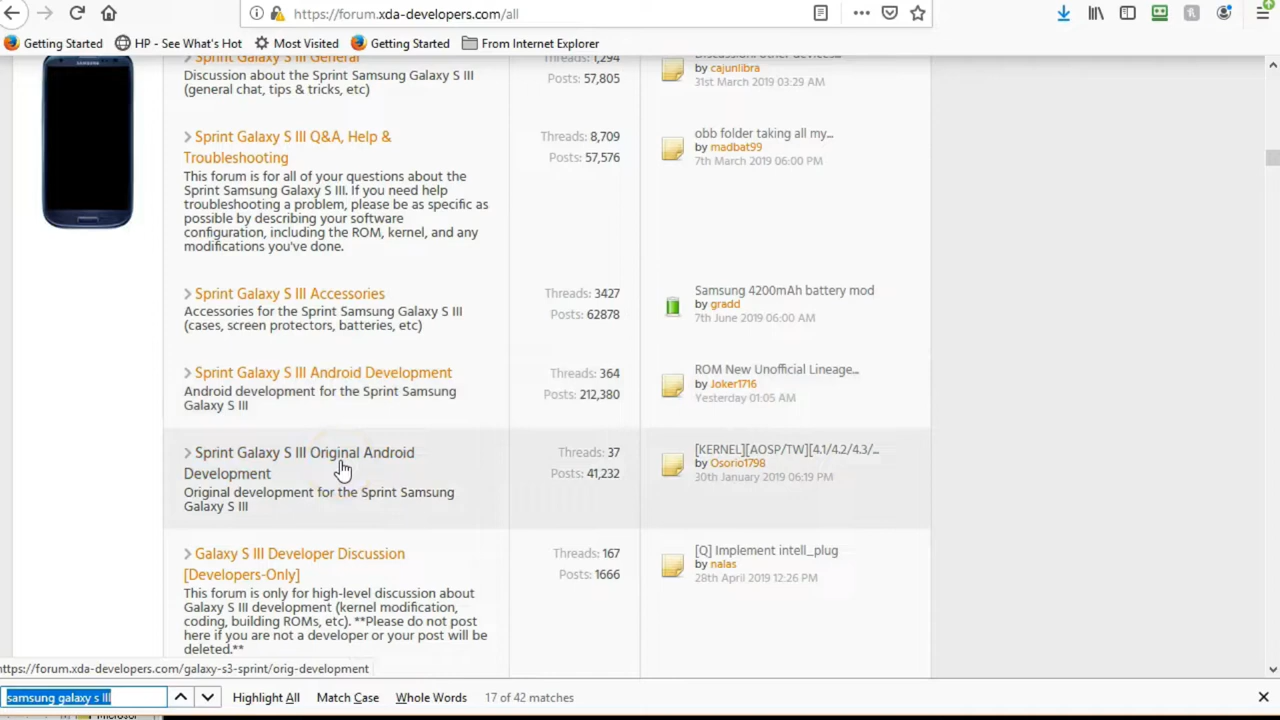 https://forum.xda-developers.com/all
Getting Started
HP - See What's Hot
Most Visited
Getting Started
From Internet Explorer
Sprint Galaxy S III General
Discussion about the Sprint Samsung Galaxy S III
(general chat, tips & tricks, etc)
Threads: 1,294
Posts: 57,805
Discussion! Other devices...
by cajunlibra
31st March 2019 03:29 AM
SAMSUNG
Sprint Galaxy S III Q&A, Help &
Troubleshooting
This forum is for all of your questions about the
Sprint Samsung Galaxy S III. If you need help
troubleshooting a problem, please be as specific as
possible by describing your software
configuration, including the ROM, kernel, and any
modifications you've done.
Threads: 8,709
Posts: 57,576
obb folder taking all my...
by madbat99
7th March 2019 06:00 PM
Sprint Galaxy S III Accessories
Accessories for the Sprint Samsung Galaxy S III
(cases, screen protectors, batteries, etc)
Threads: 3427
Posts: 62878
Samsung 4200mAh battery mod
by gradd
7th June 2019 06:00 AM
Sprint Galaxy S III Android Development
Android development for the Sprint Samsung
Galaxy S III
Threads: 364
Posts: 212,380
ROM New Unofficial Lineage...
by Joker1716
Yesterday 01:05 AM
Sprint Galaxy S III Original Android
Development
Original development for the Sprint Samsung
Galaxy S III
Threads: 37
Posts: 41,232
[KERNEL][AOSP/TW][4.1/4.2/4.3/...
by Osorio1798
30th January 2019 06:19 PM
Galaxy S III Developer Discussion
[Developers-Only]
This forum is only for high-level discussion about
Galaxy S III development (kernel modification,
coding, building ROMs, etc). **Please do not post
here if you are not a developer or your post will be
deleted.**
Threads: 167
Posts: 1666
[Q] Implement intell_plug
by nalas
28th April 2019 12:26 PM
https://forum.xda-developers.com/galaxy-s3-sprint/orig-development
samsung galaxy s III
Highlight All
Match Case
Whole Words
17 of 42 matches